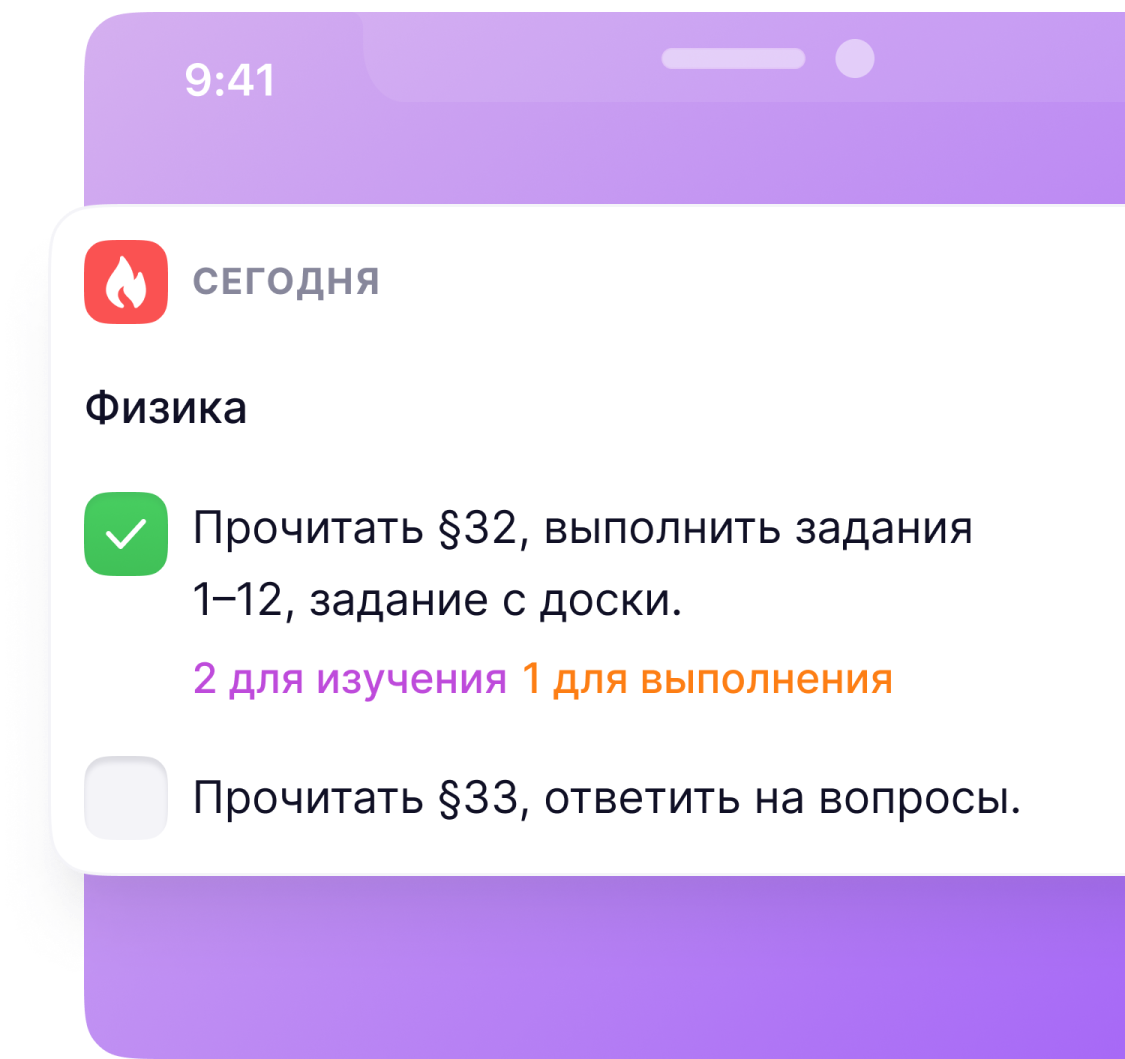 9:41
СЕГОДНЯ
Физика
Прочитать §32, выполнить задания
1–12, задание с доски.
2 для изучения 1 для выполнения
Прочитать §33, ответить на вопросы.